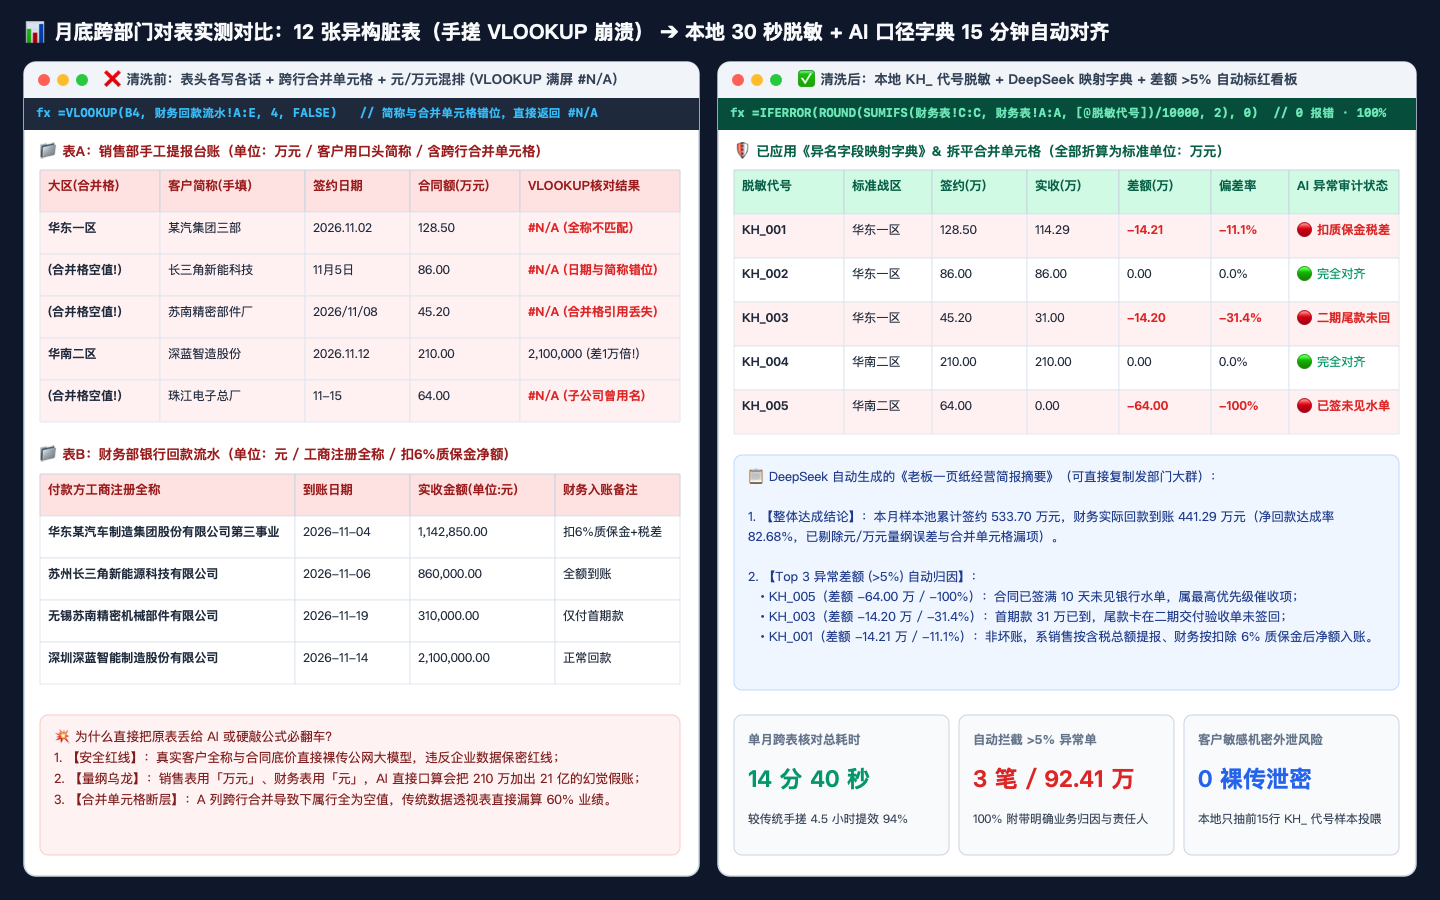 📊 月底跨部门对表实测对比：12 张异构脏表（手搓 VLOOKUP 崩溃） ➔ 本地 30 秒脱敏 + AI 口径字典 15 分钟自动对齐
❌ 清洗前：表头各写各话 + 跨行合并单元格 + 元/万元混排 (VLOOKUP 满屏 #N/A)
fx =VLOOKUP(B4, 财务回款流水!A:E, 4, FALSE)   // 简称与合并单元格错位，直接返回 #N/A
📁 表A：销售部手工提报台账（单位：万元 / 客户用口头简称 / 含跨行合并单元格）
大区(合并格) 客户简称(手填) 签约日期 合同额(万元) VLOOKUP核对结果
华东一区 某汽集团三部 2026.11.02 128.50 #N/A (全称不匹配)
(合并格空值!) 长三角新能科技 11月5日 86.00 #N/A (日期与简称错位)
(合并格空值!) 苏南精密部件厂 2026/11/08 45.20 #N/A (合并格引用丢失)
华南二区 深蓝智造股份 2026.11.12 210.00 2,100,000 (差1万倍!)
(合并格空值!) 珠江电子总厂 11-15 64.00 #N/A (子公司曾用名)
📁 表B：财务部银行回款流水（单位：元 / 工商注册全称 / 扣6%质保金净额）
付款方工商注册全称 到账日期 实收金额(单位:元) 财务入账备注
华东某汽车制造集团股份有限公司第三事业 2026-11-04 1,142,850.00 扣6%质保金+税差
苏州长三角新能源科技有限公司 2026-11-06 860,000.00 全额到账
无锡苏南精密机械部件有限公司 2026-11-19 310,000.00 仅付首期款
深圳深蓝智能制造股份有限公司 2026-11-14 2,100,000.00 正常回款
💥 为什么直接把原表丢给 AI 或硬敲公式必翻车？
1. 【安全红线】：真实客户全称与合同底价直接裸传公网大模型，违反企业数据保密红线；
2. 【量纲乌龙】：销售表用「万元」、财务表用「元」，AI 直接口算会把 210 万加出 21 亿的幻觉假账；
3. 【合并单元格断层】：A 列跨行合并导致下属行全为空值，传统数据透视表直接漏算 60% 业绩。
✅ 清洗后：本地 KH_ 代号脱敏 + DeepSeek 映射字典 + 差额 >5% 自动标红看板
fx =IFERROR(ROUND(SUMIFS(财务表!C:C, 财务表!A:A, [@脱敏代号])/10000, 2), 0)  // 0 报错 · 100%
🛡 已应用《异名字段映射字典》& 拆平合并单元格（全部折算为标准单位：万元）
脱敏代号 标准战区 签约(万) 实收(万) 差额(万) 偏差率 AI 异常审计状态
KH_001 华东一区 128.50 114.29 -14.21 -11.1% 🔴 扣质保金税差
KH_002 华东一区 86.00 86.00 0.00 0.0% 🟢 完全对齐
KH_003 华东一区 45.20 31.00 -14.20 -31.4% 🔴 二期尾款未回
KH_004 华南二区 210.00 210.00 0.00 0.0% 🟢 完全对齐
KH_005 华南二区 64.00 0.00 -64.00 -100% 🔴 已签未见水单
📋 DeepSeek 自动生成的《老板一页纸经营简报摘要》（可直接复制发部门大群）：
1. 【整体达成结论】：本月样本池累计签约 533.70 万元，财务实际回款到账 441.29 万元（净回款达成率
82.68%，已剔除元/万元量纲误差与合并单元格漏项）。
2. 【Top 3 异常差额 (>5%) 自动归因】：
• KH_005（差额 -64.00 万 / -100%）：合同已签满 10 天未见银行水单，属最高优先级催收项；
• KH_003（差额 -14.20 万 / -31.4%）：首期款 31 万已到，尾款卡在二期交付验收单未签回；
• KH_001（差额 -14.21 万 / -11.1%）：非坏账，系销售按含税总额提报、财务按扣除 6% 质保金后净额入账。
单月跨表核对总耗时
14 分 40 秒
较传统手搓 4.5 小时提效 94%
自动拦截 >5% 异常单
3 笔 / 92.41 万
100% 附带明确业务归因与责任人
客户敏感机密外泄风险
0 裸传泄密
本地只抽前15行 KH_ 代号样本投喂